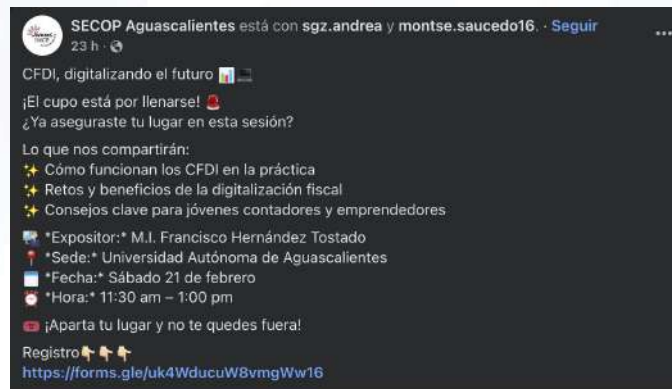 SECOP Aguascalientes está con sgz.andrea y montse.saucedo16. · Seguir
23 h ·
CFDI, digitalizando el futuro 📊💻
¡El cupo está por llenarse! 🚨
¿Ya aseguraste tu lugar en esta sesión?
Lo que nos compartirán:
✨ Cómo funcionan los CFDI en la práctica
✨ Retos y beneficios de la digitalización fiscal
✨ Consejos clave para jóvenes contadores y emprendedores
*Expositor:* M.I. Francisco Hernández Tostado
📍 *Sede:* Universidad Autónoma de Aguascalientes
🗓️ *Fecha:* Sábado 21 de febrero
⏰ *Hora:* 11:30 am – 1:00 pm
🎟️ ¡Aparta tu lugar y no te quedes fuera!
Registro👇🏻👇🏻👇🏻
https://forms.gle/uk4WducuW8vmgWw16